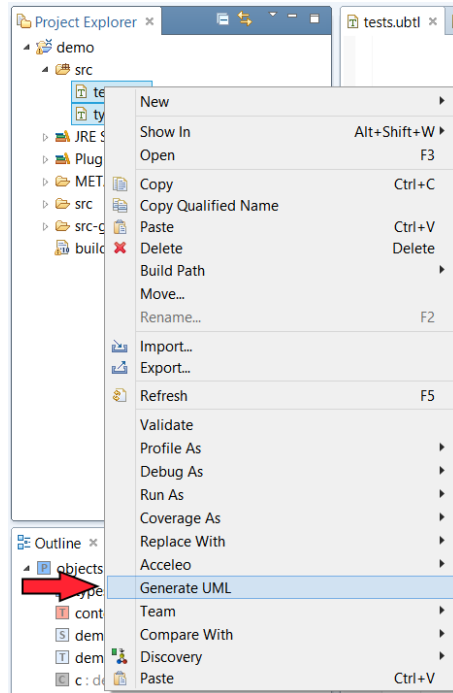 Project Explorer
tests.ubtl
demo
src
te
ty
JRE S
Plug
MET
src
src-g
build
New
Show In Alt+Shift+W
Open F3
Copy Ctrl+C
Copy Qualified Name
Paste Ctrl+V
Delete Delete
Build Path
Move...
Rename... F2
Import...
Export...
Refresh F5
Validate
Profile As
Debug As
Run As
Coverage As
Replace With
Acceleo
Generate UML
Team
Compare With
Discovery
Paste Ctrl+V
Outline
objects
type
cont
dem
dem
c : de